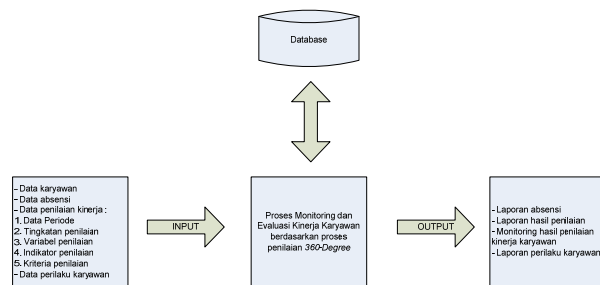 Database
- Data karyawan
- Data absensi
- Data penilaian kinerja :
1. Data Periode
2. Tingkatan penilaian
3. Variabel penilaian
4. Indikator penilaian
5. Kriteria penilaian
- Data perilaku karyawan
INPUT
Proses Monitoring dan
Evaluasi Kinerja Karyawan
berdasarkan proses
penilaian 360-Degree
OUTPUT
- Laporan absensi
- Laporan hasil penilaian
- Monitoring hasil penilaian
kinerja karyawan
- Laporan perilaku karyawan